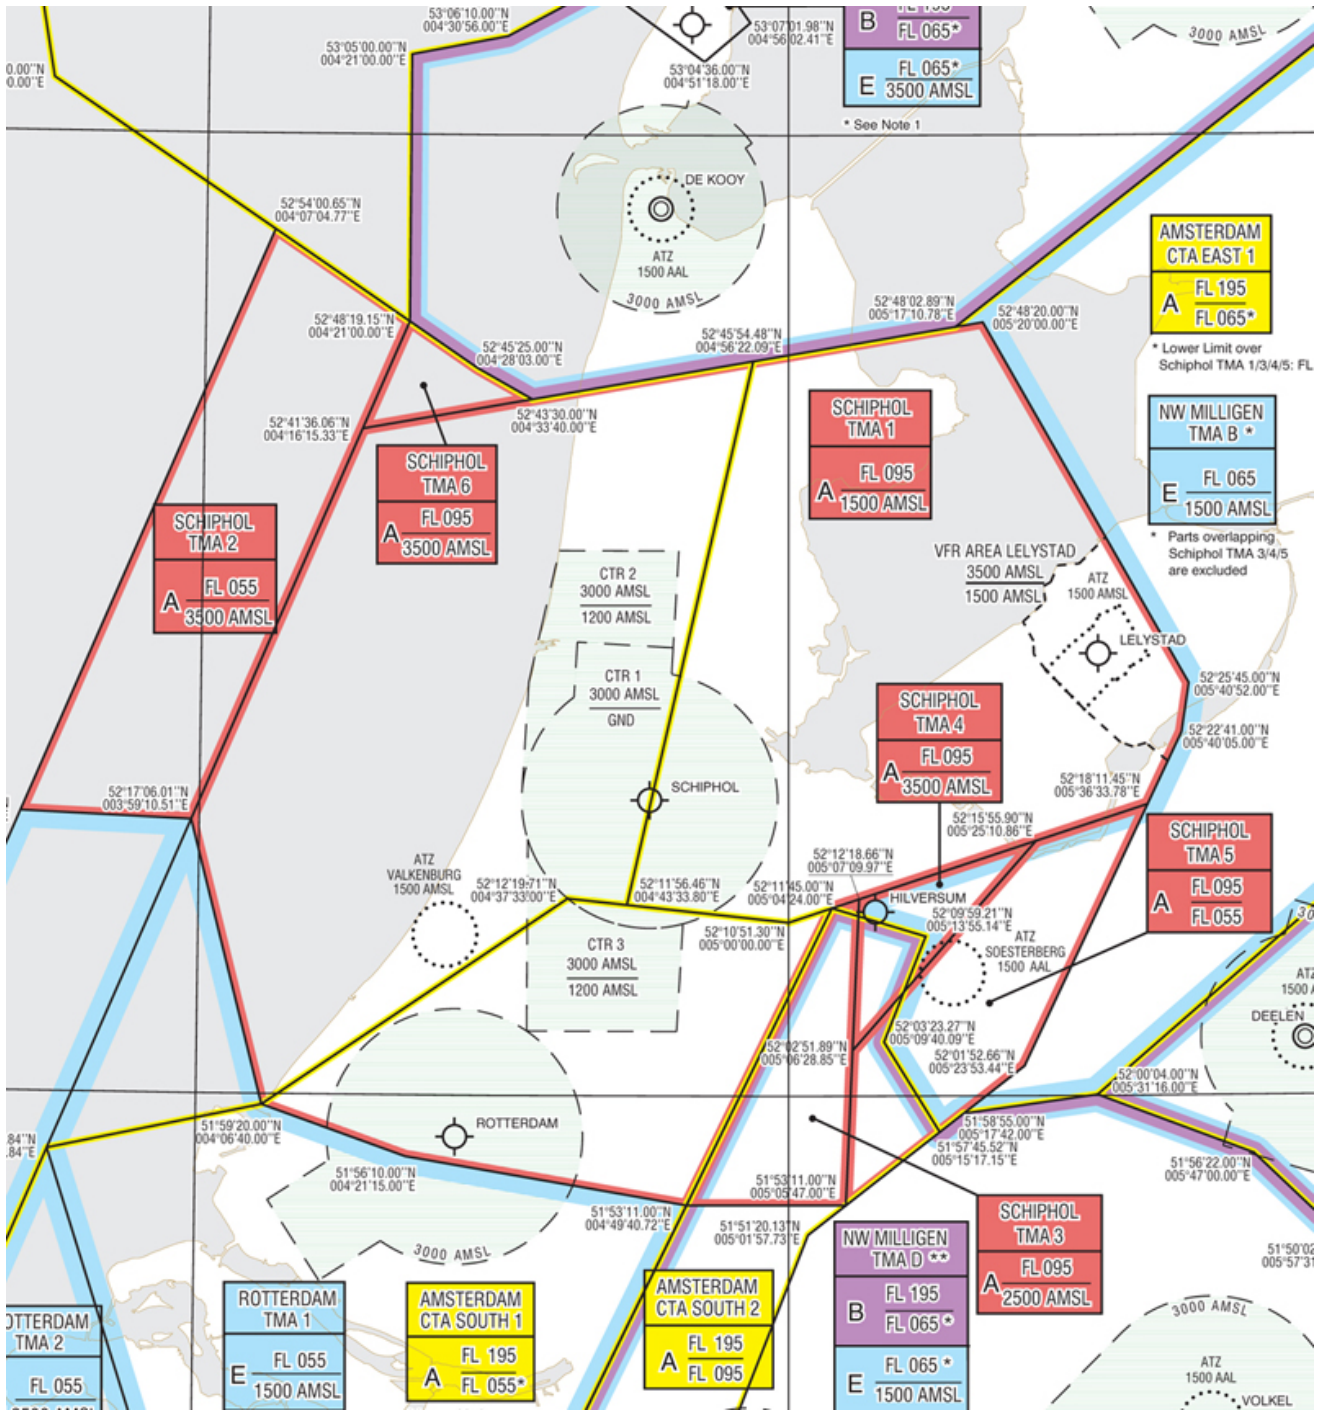 53°06'10.00"N
004°30'56.00"E
53°05'00.00"N
004°21'00.00"E
53°07'01.98"N
004°56'02.41"E
53°04'36.00"N
004°51'18.00"E
B
FL 065*
E
FL 065*
3500 AMSL
* See Note 1
3000 AMSL
0.00"N
0.00"E
DE KOOY
ATZ
1500 AAL
3000 AMSL
52°54'00.65"N
004°07'04.77"E
AMSTERDAM
CTA EAST 1
A
FL 195
FL 065*
* Lower Limit over
Schiphol TMA 1/3/4/5: FL
52°48'19.15"N
004°21'00.00"E
52°45'25.00"N
004°28'03.00"E
52°45'54.48"N
004°56'22.09"E
52°48'02.89"N
005°17'10.78"E
52°48'20.00"N
005°20'00.00"E
52°41'36.06"N
004°16'15.33"E
52°43'30.00"N
004°33'40.00"E
SCHIPHOL
TMA 1
A
FL 095
1500 AMSL
NW MILLIGEN
TMA B *
E
FL 065
1500 AMSL
* Parts overlapping
Schiphol TMA 3/4/5
are excluded
SCHIPHOL
TMA 6
A
FL 095
3500 AMSL
SCHIPHOL
TMA 2
A
FL 055
3500 AMSL
CTR 2
3000 AMSL
1200 AMSL
VFR AREA LELYSTAD
3500 AMSL
1500 AMSL
ATZ
1500 AMSL
LELYSTAD
CTR 1
3000 AMSL
GND
SCHIPHOL
52°25'45.00"N
005°40'52.00"E
52°22'41.00"N
005°40'05.00"E
SCHIPHOL
TMA 4
A
FL 095
3500 AMSL
52°18'11.45"N
005°36'33.78"E
52°17'06.01"N
003°59'10.51"E
N
52°15'55.90"N
005°25'10.86"E
SCHIPHOL
TMA 5
A
FL 095
FL 055
ATZ
VALKENBURG
1500 AMSL
52°12'19.71"N
004°37'33.00"E
52°11'56.46"N
004°43'33.80"E
52°12'18.66"N
005°07'09.97"E
52°11'45.00"N
005°04'24.00"E
HILVERSUM
52°10'51.30"N
005°00'00.00"E
52°09'59.21"N
005°13'55.14"E
ATZ
SOESTERBERG
1500 AAL
CTR 3
3000 AMSL
1200 AMSL
30
ATZ
1500 A
DEELEN
52°03'23.27"N
005°09'40.09"E
52°02'51.89"N
005°06'28.85"E
52°01'52.66"N
005°23'53.44"E
52°00'04.00"N
005°31'16.00"E
51°59'20.00"N
004°06'40.00"E
ROTTERDAM
.84"N
.84"E
51°58'55.00"N
005°17'42.00"E
51°57'45.52"N
005°15'17.15"E
51°56'22.00"N
005°47'00.00"E
51°56'10.00"N
004°21'15.00"E
51°53'11.00"N
005°05'47.00"E
51°53'11.00"N
004°49'40.72"E
51°51'20.13"N
005°01'57.73"E
3000 AMSL
SCHIPHOL
TMA 3
A
FL 095
2500 AMSL
NW MILLIGEN
TMA D **
B
FL 195
FL 065 *
E
FL 065 *
1500 AMSL
51°50'02
005°57'31
OTTERDAM
TMA 2
FL 055
ROTTERDAM
TMA 1
E
FL 055
1500 AMSL
AMSTERDAM
CTA SOUTH 1
A
FL 195
FL 055*
AMSTERDAM
CTA SOUTH 2
A
FL 195
FL 095
3000 AMSL
ATZ
1500 AAL
VOLKEL